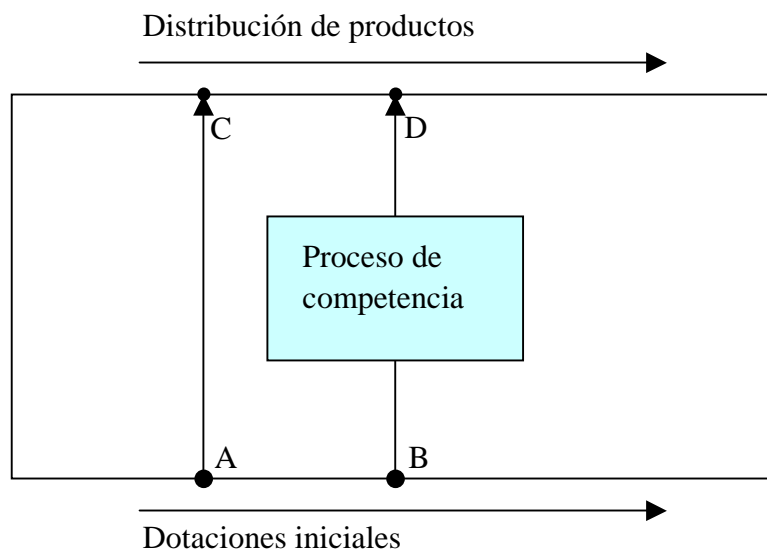 Distribución de productos
C
D
Proceso de
competencia
A
B
Dotaciones iniciales